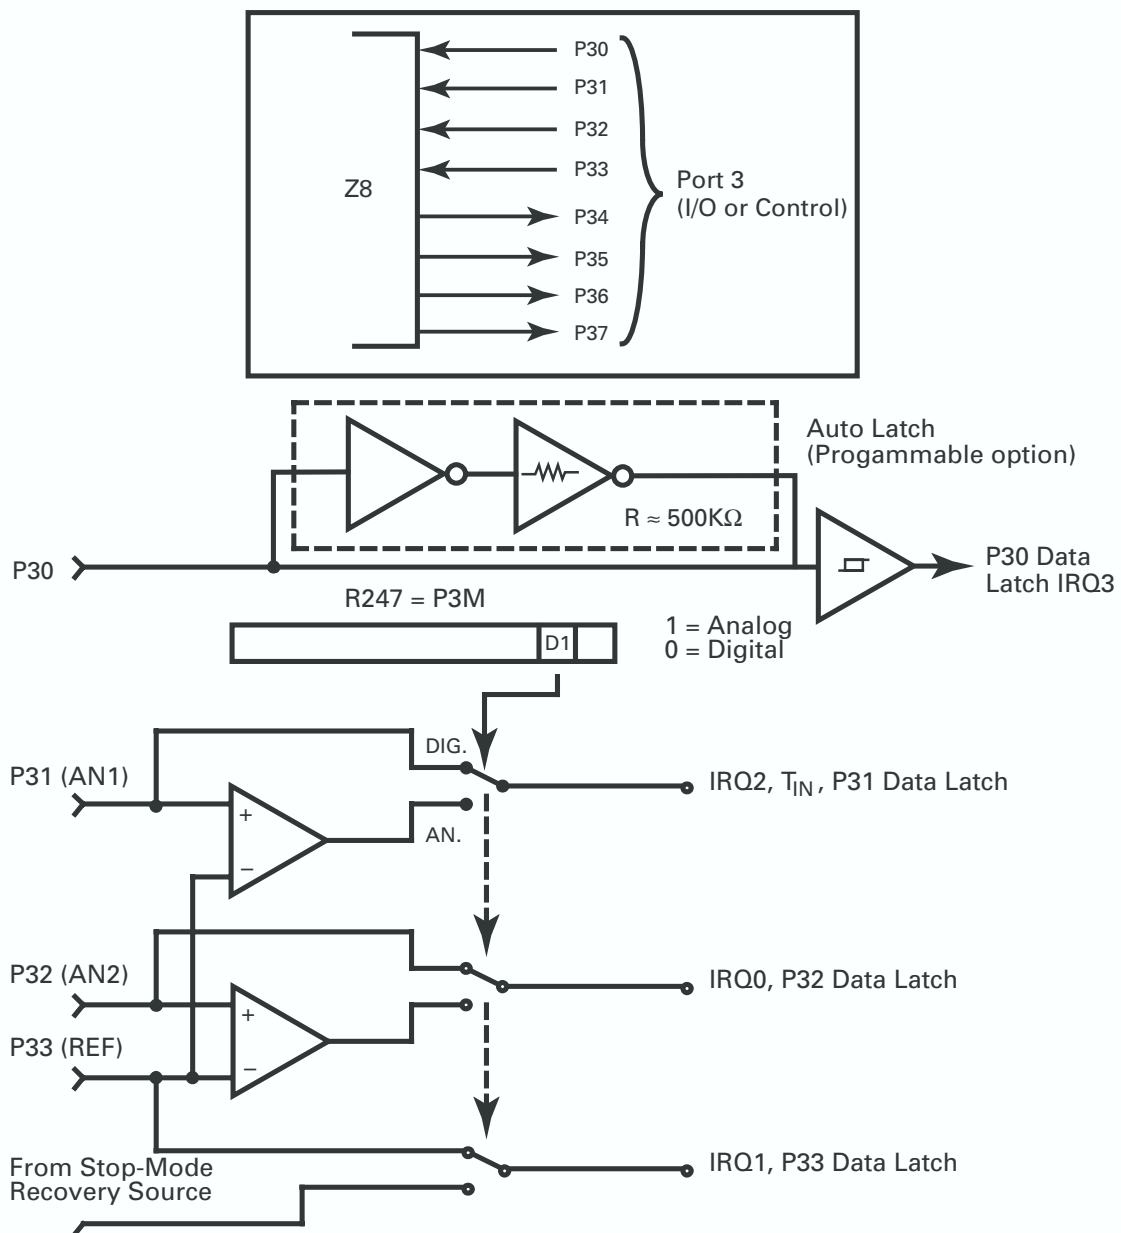 P30
P31
P32
P33
Z8
Port 3
(I/O or Control)
P34
P35
P36
P37
Auto Latch
(Progammable option)
R ≈ 500KΩ
P30
P30 Data
Latch IRQ3
R247 = P3M
D1
1 = Analog
0 = Digital
DIG.
P31 (AN1)
IRQ2, TIN, P31 Data Latch
+
AN.
−
P32 (AN2)
IRQ0, P32 Data Latch
+
P33 (REF)
−
From Stop-Mode
Recovery Source
IRQ1, P33 Data Latch